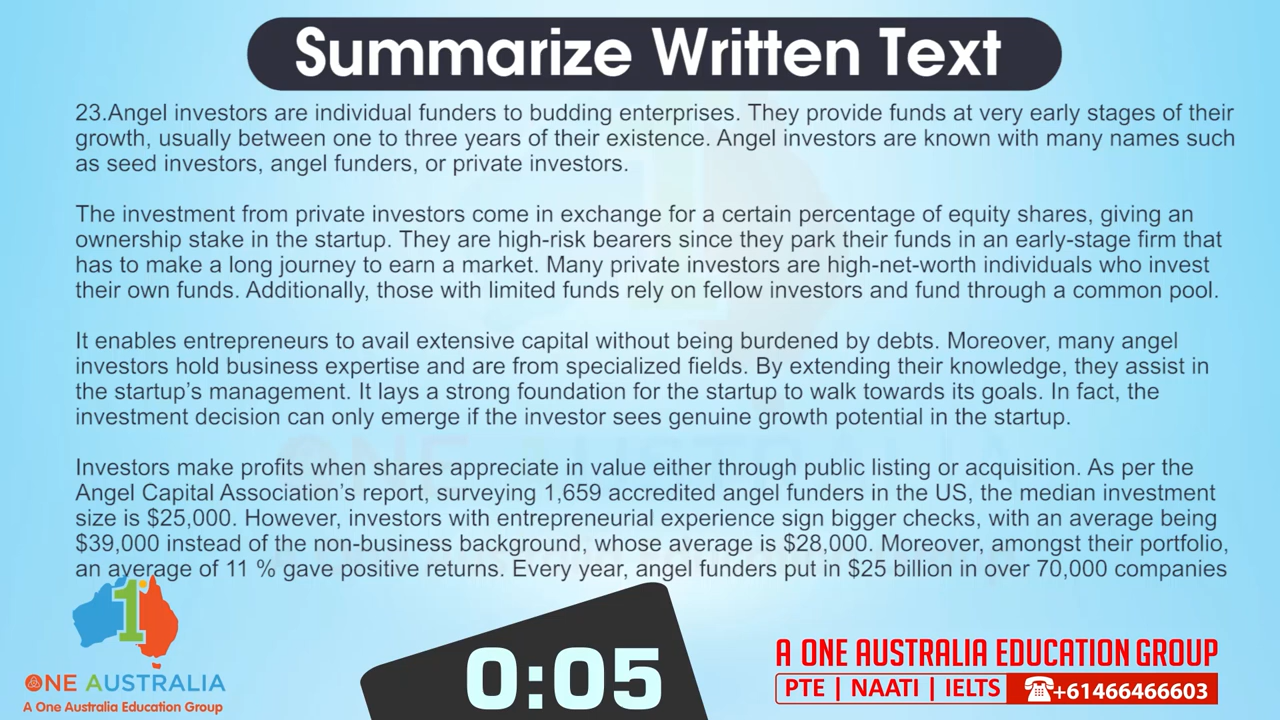 Summarize Written Text
23.Angel investors are individual funders to budding enterprises. They provide funds at very early stages of their
growth, usually between one to three years of their existence. Angel investors are known with many names such
as seed investors, angel funders, or private investors.
The investment from private investors come in exchange for a certain percentage of equity shares, giving an
ownership stake in the startup. They are high-risk bearers since they park their funds in an early-stage firm that
has to make a long journey to earn a market. Many private investors are high-net-worth individuals who invest
their own funds. Additionally, those with limited funds rely on fellow investors and fund through a common pool.
It enables entrepreneurs to avail extensive capital without being burdened by debts. Moreover, many angel
investors hold business expertise and are from specialized fields. By extending their knowledge, they assist in
the startup's management. It lays a strong foundation for the startup to walk towards its goals. In fact, the
investment decision can only emerge if the investor sees genuine growth potential in the startup.
Investors make profits when shares appreciate in value either through public listing or acquisition. As per the
Angel Capital Association's report, surveying 1,659 accredited angel funders in the US, the median investment
size is $25,000. However, investors with entrepreneurial experience sign bigger checks, with an average being
$39,000 instead of the non-business background, whose average is $28,000. Moreover, amongst their portfolio,
an average of 11 % gave positive returns. Every year, angel funders put in $25 billion in over 70,000 companies
1
ONE AUSTRALIA
A One Australia Education Group
0:05
A ONE AUSTRALIA EDUCATION GROUP
PTE | NAATI | IELTS
+61466466603